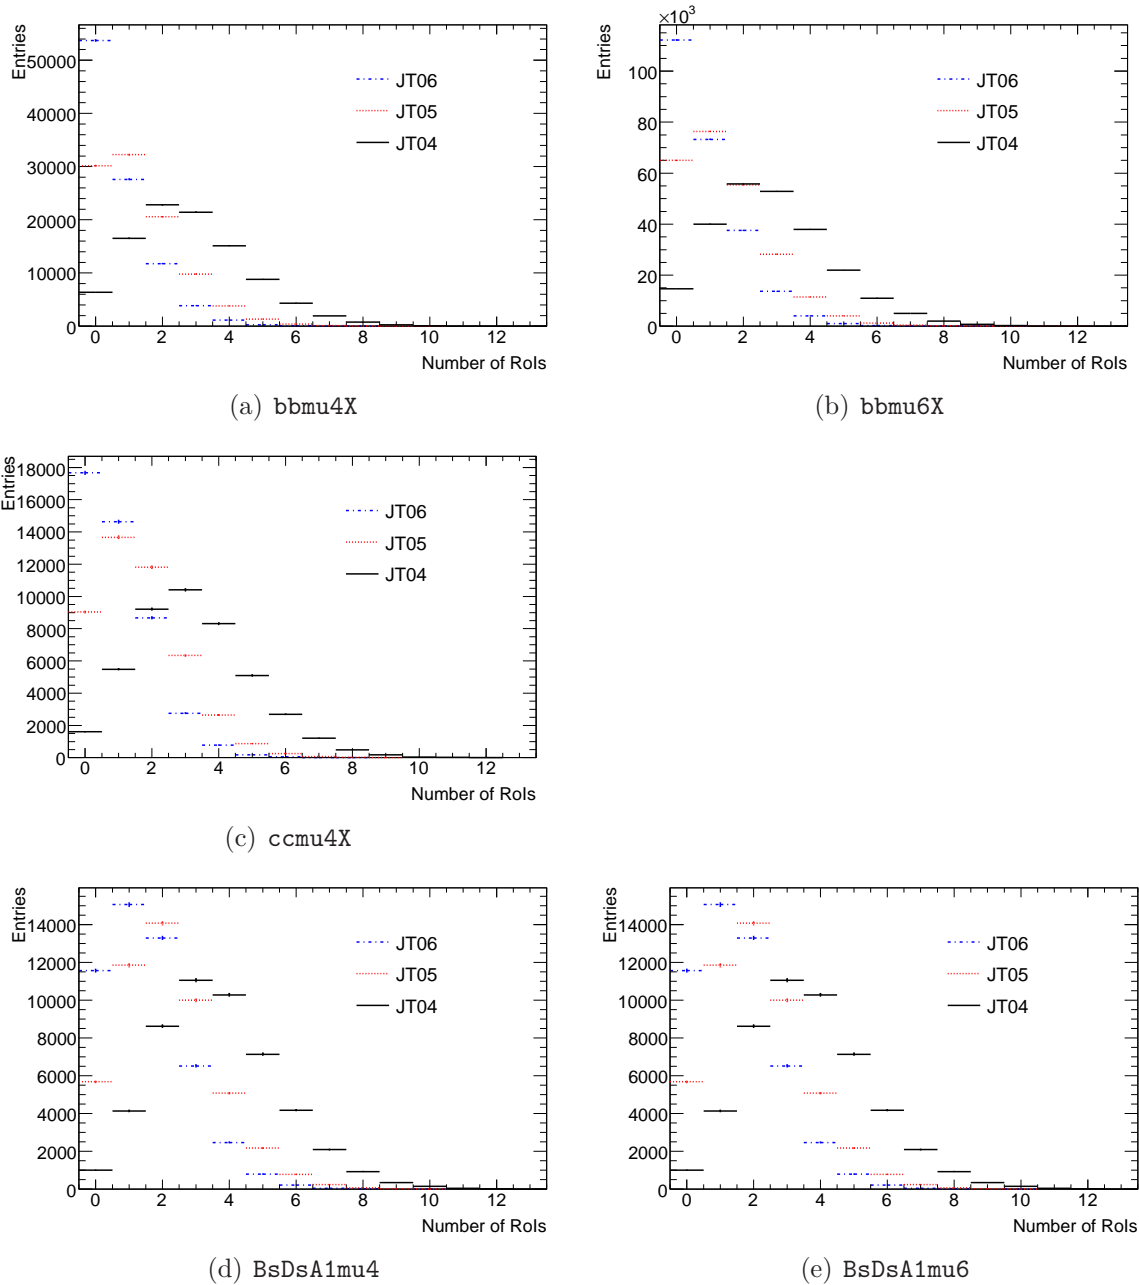 Entries
50000
40000
30000
20000
10000
0
0 2 4 6 8 10 12
Number of RoIs
JT06
JT05
JT04
(a) bbmu4X
Entries
×10³
100
80
60
40
20
0
0 2 4 6 8 10 12
Number of RoIs
JT06
JT05
JT04
(b) bbmu6X
Entries
18000
16000
14000
12000
10000
8000
6000
4000
2000
0
0 2 4 6 8 10 12
Number of RoIs
JT06
JT05
JT04
(c) ccmu4X
Entries
14000
12000
10000
8000
6000
4000
2000
0
0 2 4 6 8 10 12
Number of RoIs
JT06
JT05
JT04
(d) BsDsA1mu4
Entries
14000
12000
10000
8000
6000
4000
2000
0
0 2 4 6 8 10 12
Number of RoIs
JT06
JT05
JT04
(e) BsDsA1mu6